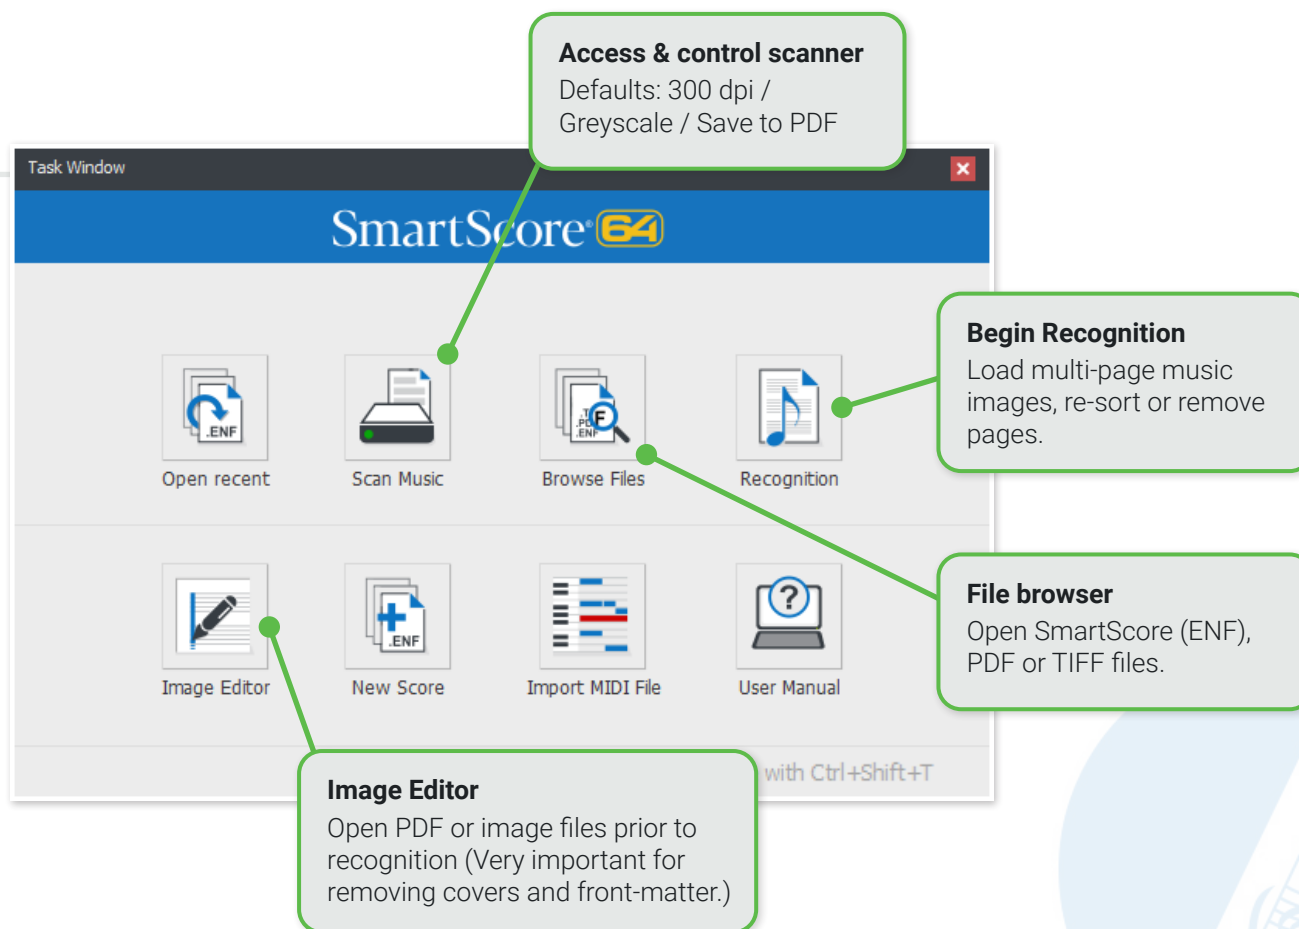 Access & control scanner
Defaults: 300 dpi /
Greyscale / Save to PDF
Task Window
SmartScore® 64
Begin Recognition
Load multi-page music
images, re-sort or remove
pages.
.ENF
F
.PDF
.ENF
Open recent
Scan Music
Browse Files
Recognition
File browser
Open SmartScore (ENF),
PDF or TIFF files.
.ENF
Image Editor
New Score
Import MIDI File
User Manual
with Ctrl+Shift+T
Image Editor
Open PDF or image files prior to
recognition (Very important for
removing covers and front-matter.)